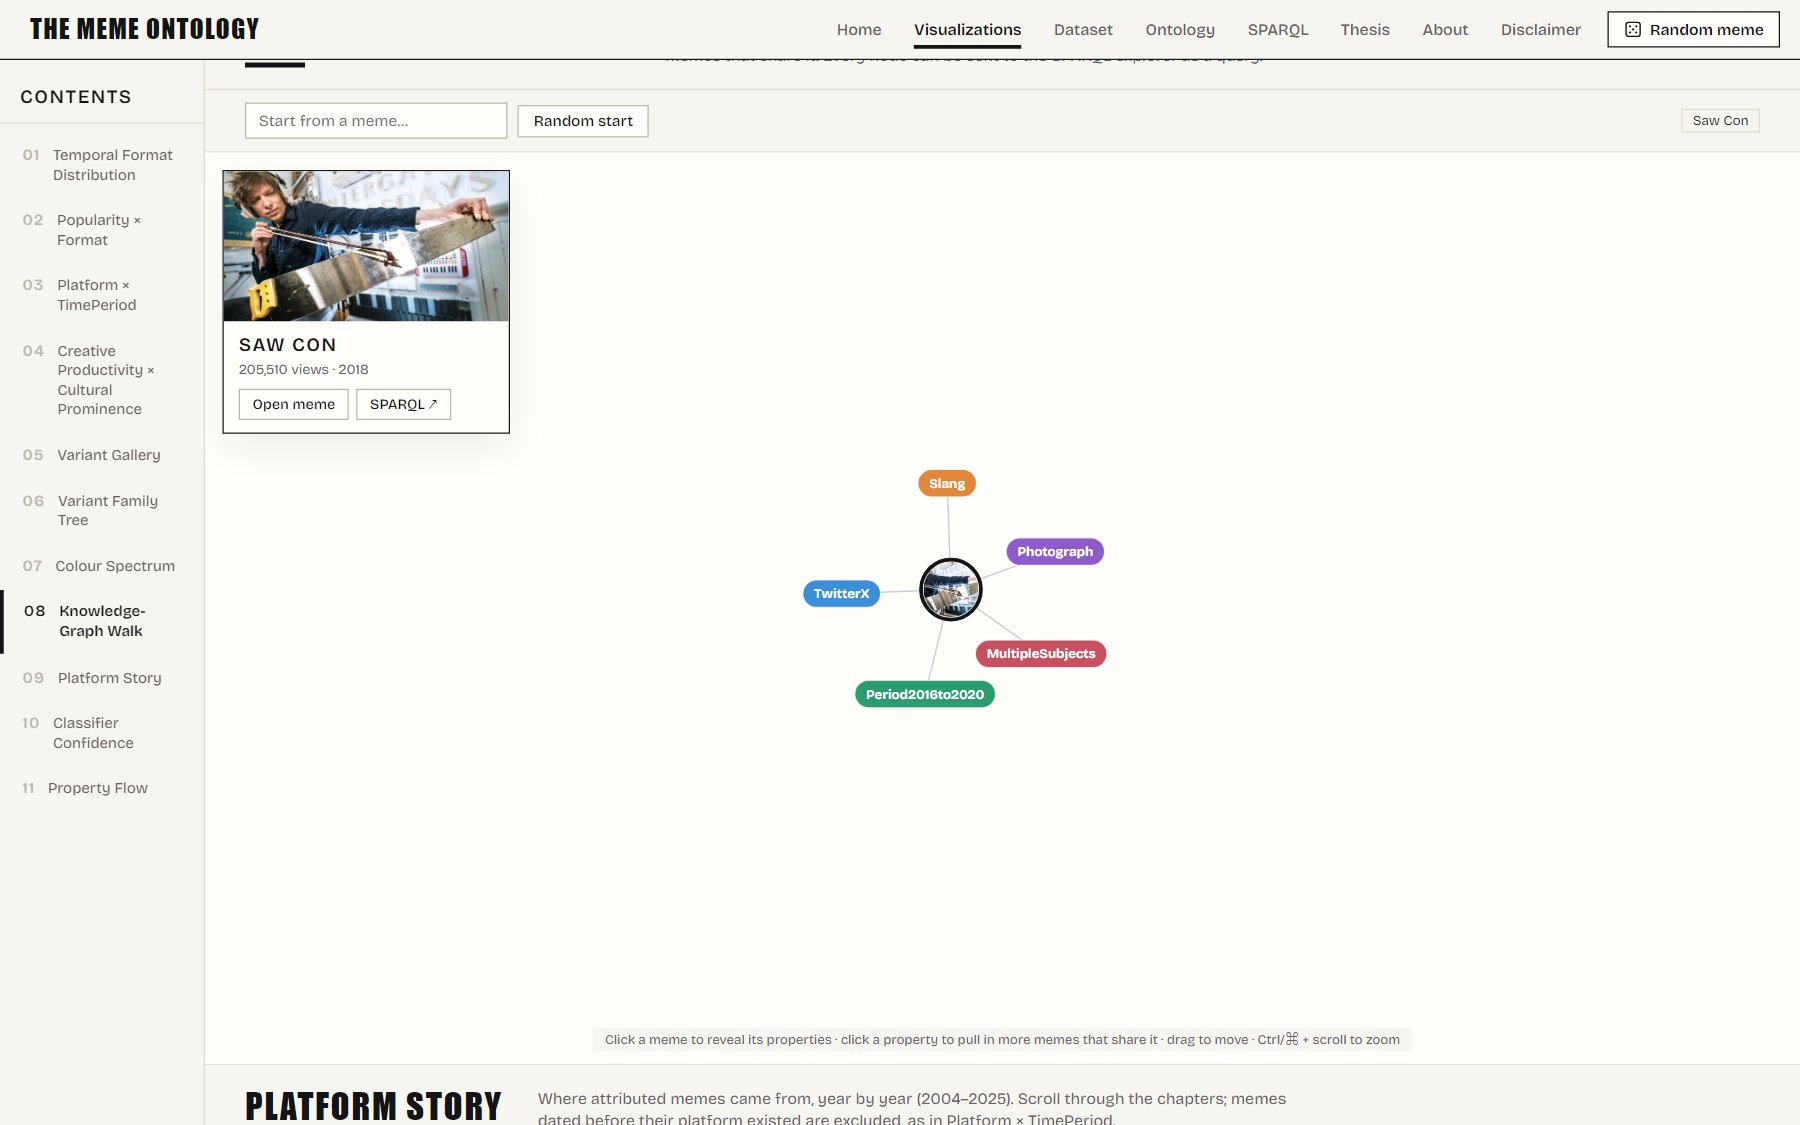 THE MEME ONTOLOGY
Home
Visualizations
Dataset
Ontology
SPARQL
Thesis
About
Disclaimer
Random meme
CONTENTS
01 Temporal Format
Distribution
02 Popularity ×
Format
03 Platform ×
TimePeriod
04 Creative
Productivity ×
Cultural
Prominence
05 Variant Gallery
06 Variant Family
Tree
07 Colour Spectrum
08 Knowledge-
Graph Walk
09 Platform Story
10 Classifier
Confidence
11 Property Flow
Start from a meme...
Random start
Saw Con
SAW CON
205,510 views · 2018
Open meme
SPARQL ↗
Slang
Photograph
TwitterX
MultipleSubjects
Period2016to2020
Click a meme to reveal its properties · click a property to pull in more memes that share it · drag to move · Ctrl/⌘ + scroll to zoom
PLATFORM STORY
Where attributed memes came from, year by year (2004–2025). Scroll through the chapters; memes
dated before their platform existed are excluded, as in Platform × TimePeriod.